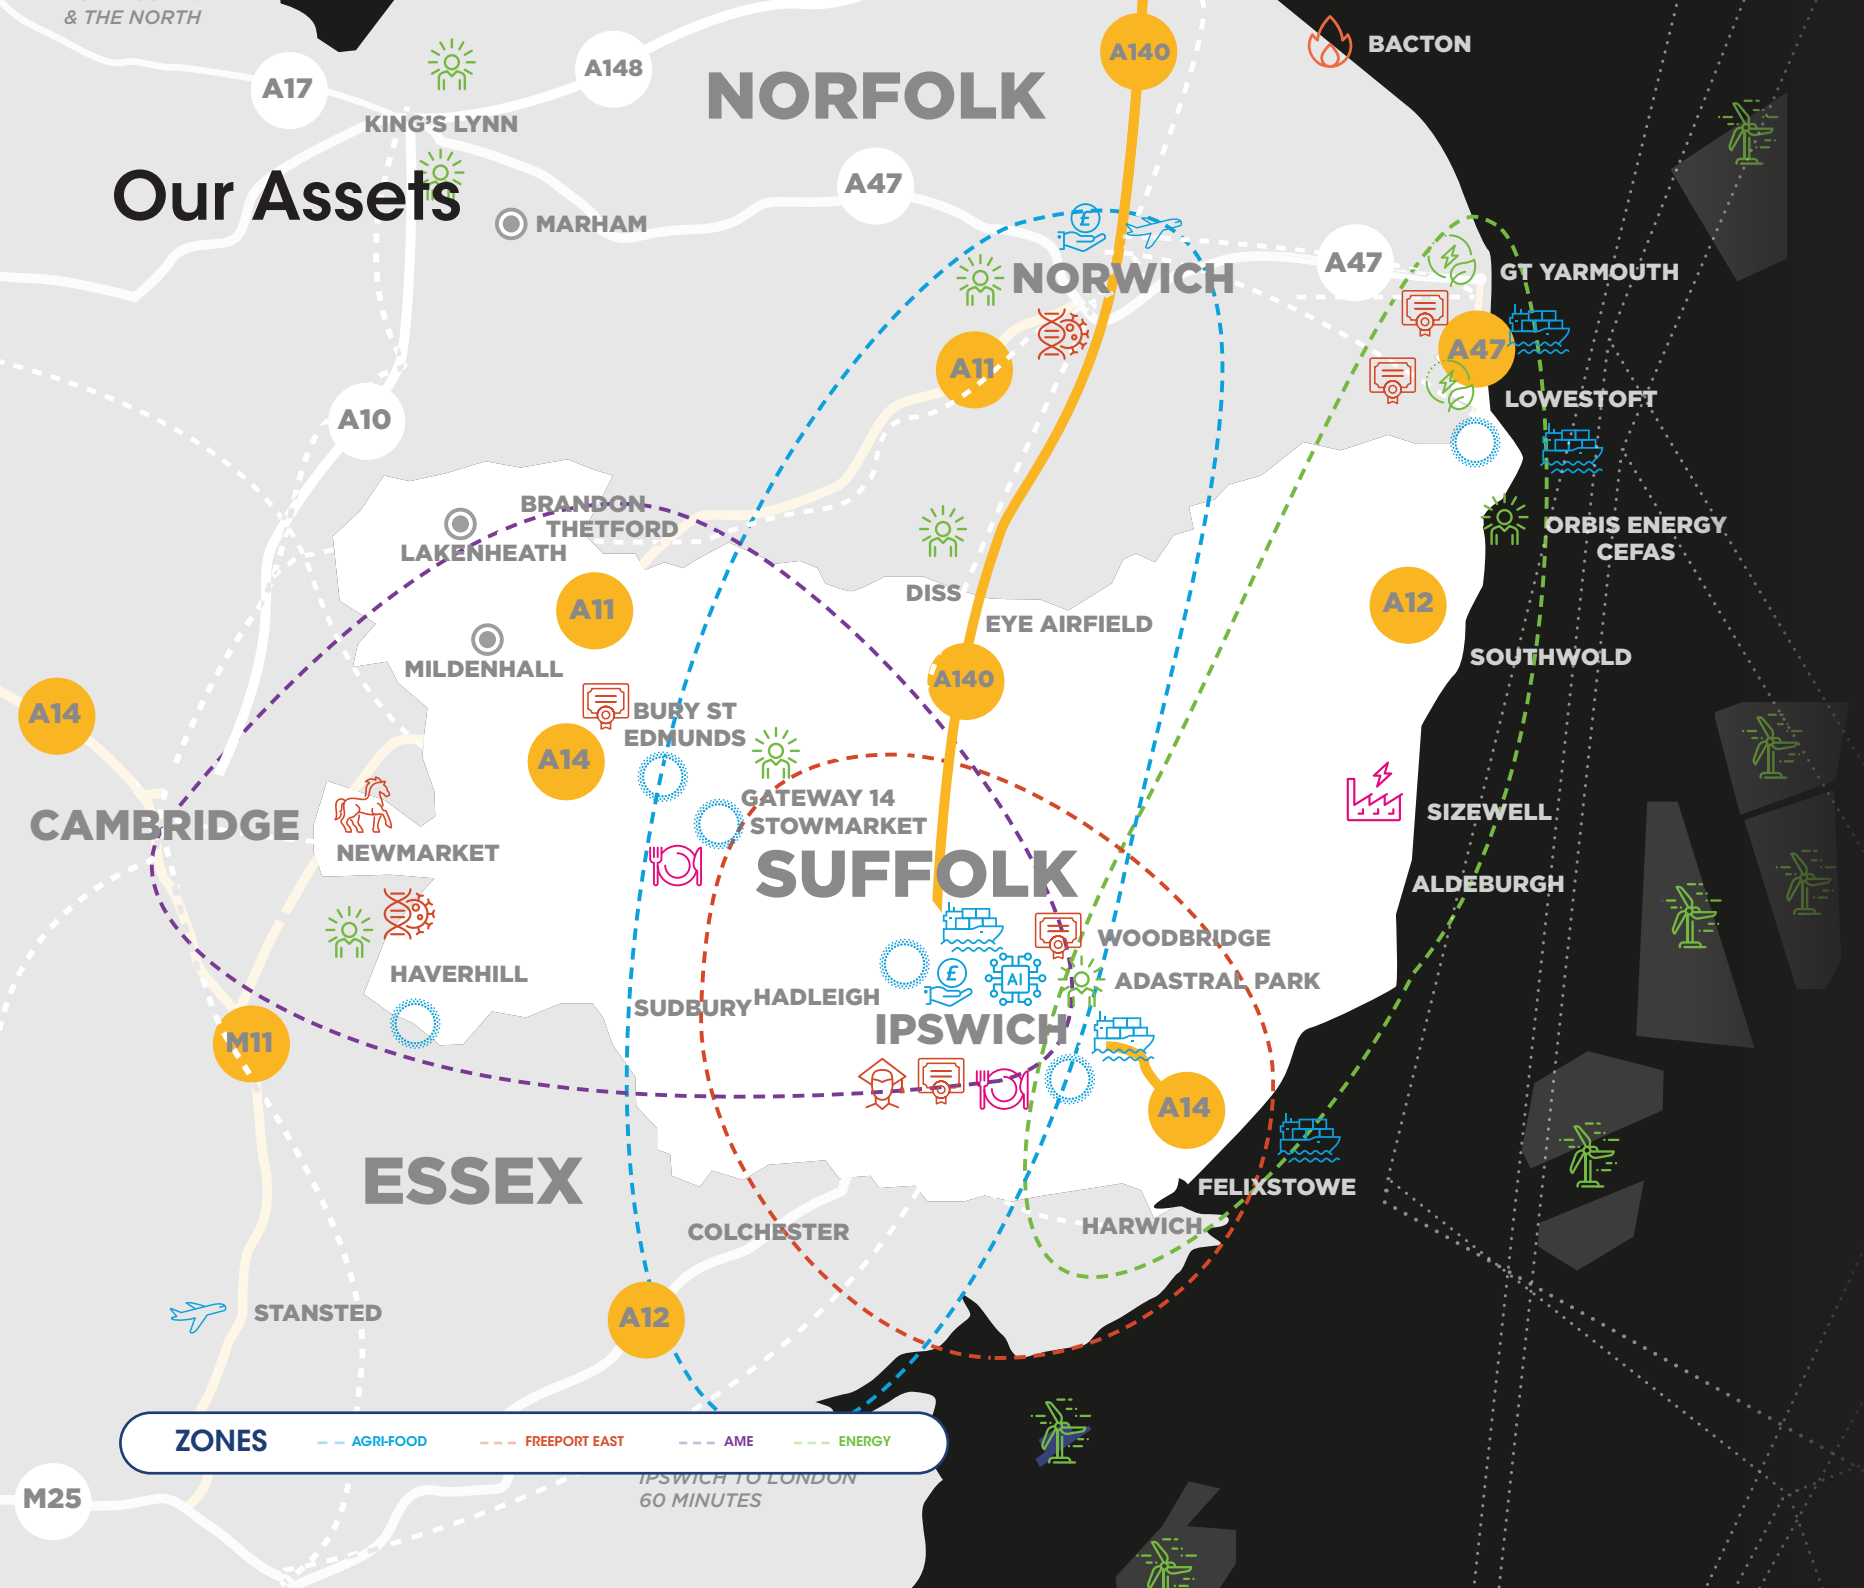 & THE NORTH
BACTON
A140
A148
A17
NORFOLK
KING'S LYNN
A47
Our Assets
MARHAM
A47
NORWICH
GT YARMOUTH
A11
A47
LOWESTOFT
A10
BRANDON
THETFORD
LAKENHEATH
ORBIS ENERGY
CEFAS
DISS
A11
A12
EYE AIRFIELD
MILDENHALL
SOUTHWOLD
A140
A14
BURY ST
EDMUNDS
A14
GATEWAY 14
STOWMARKET
SIZEWELL
CAMBRIDGE
NEWMARKET
SUFFOLK
ALDEBURGH
WOODBRIDGE
HAVERHILL
£
AI
ADASTRAL PARK
HADLEIGH
SUDBURY
IPSWICH
M11
A14
ESSEX
FELIXSTOWE
HARWICH
COLCHESTER
STANSTED
A12
£
ZONES
AGRI-FOOD
FREEPORT EAST
AME
ENERGY
IPSWICH TO LONDON
60 MINUTES
M25